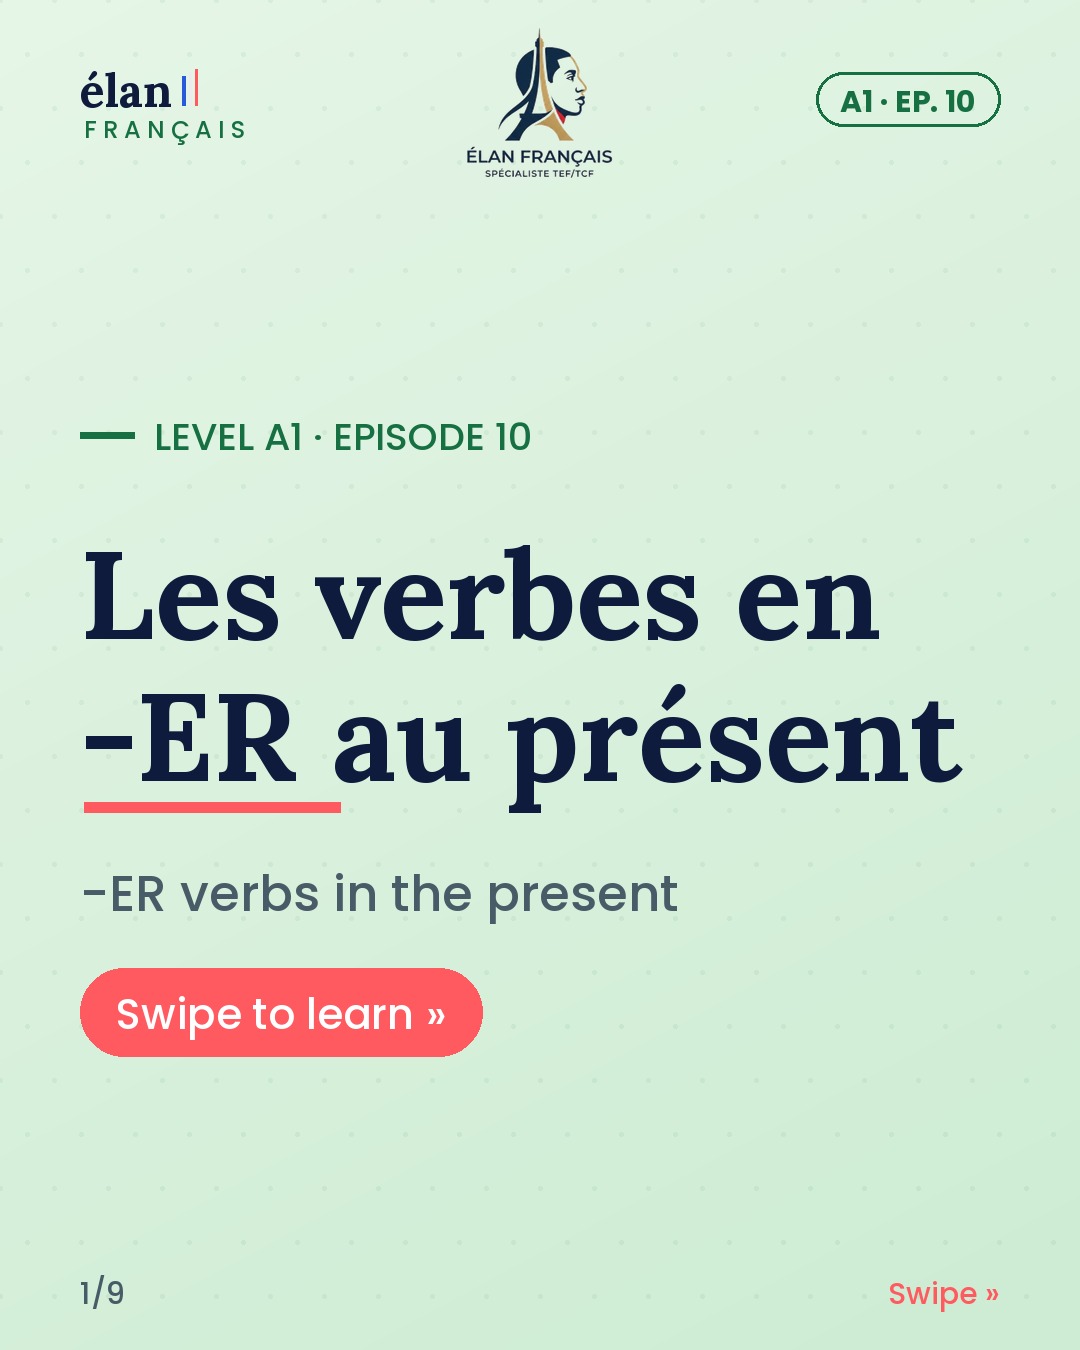 élan
FRANÇAIS
ÉLAN FRANÇAIS
SPÉCIALISTE TEF/TCF
A1 · EP. 10
LEVEL A1 · EPISODE 10
Les verbes en
-ER au présent
-ER verbs in the present
Swipe to learn »
1/9
Swipe »